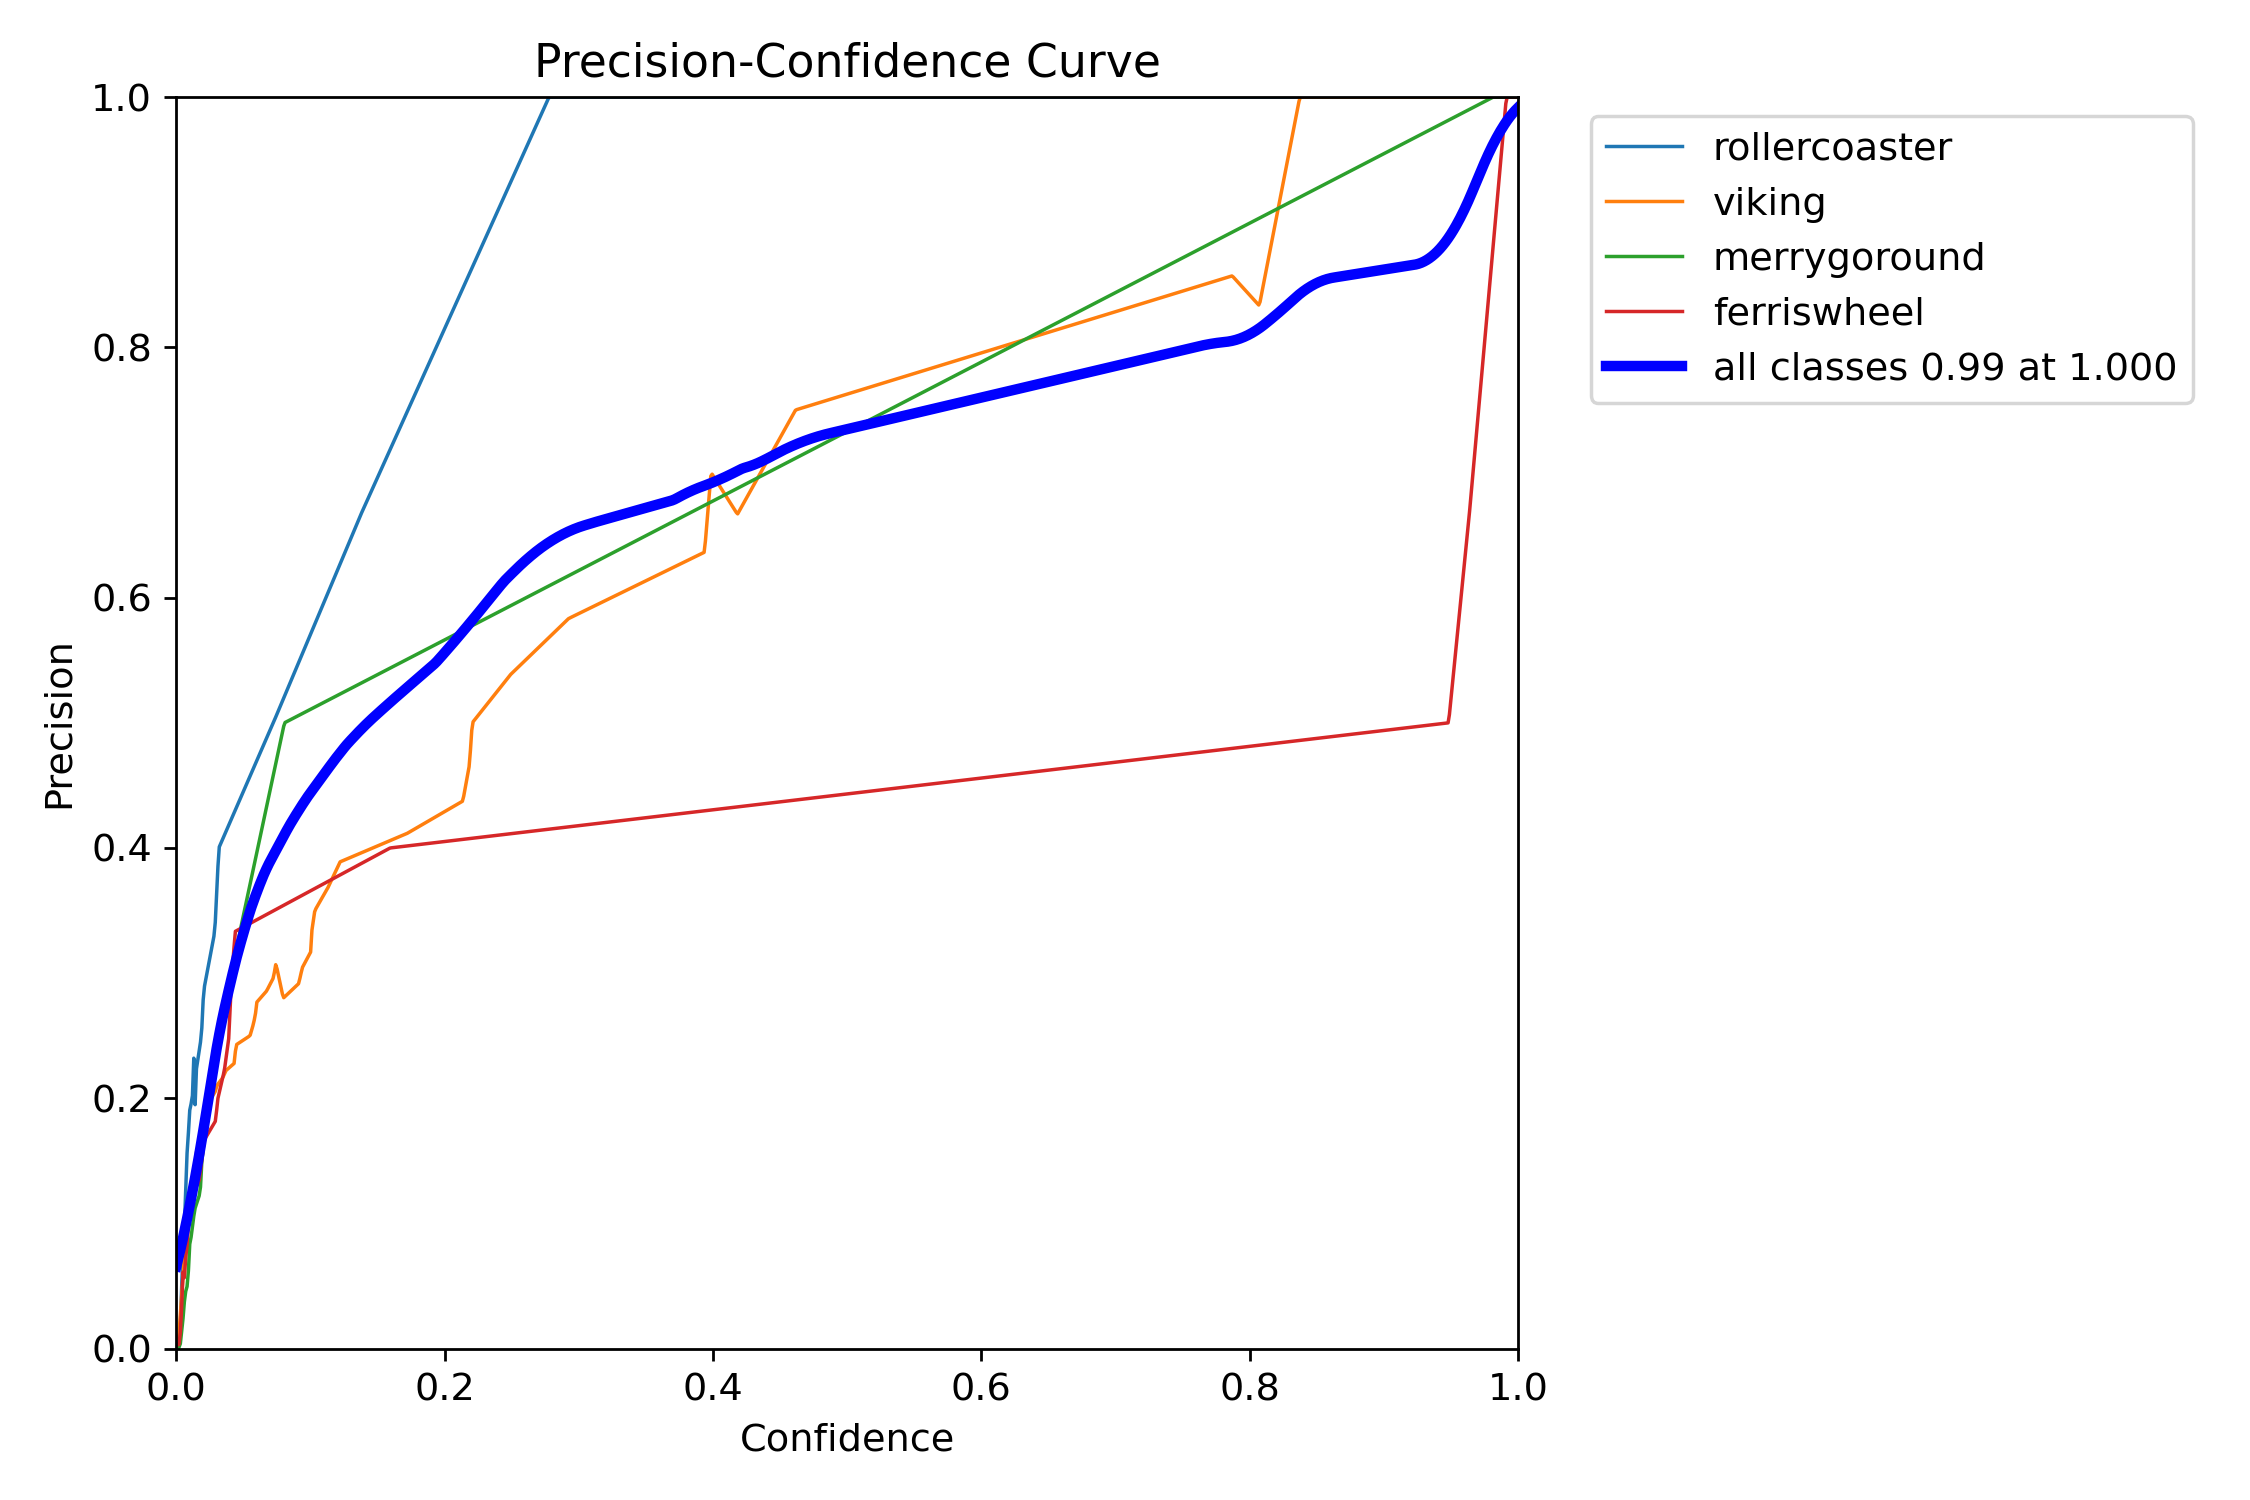 Precision-Confidence Curve
1.0
0.8
0.6
0.4
0.2
0.0
Precision
0.0 0.2 0.4 0.6 0.8 1.0
Confidence
rollercoaster
viking
merrygoround
ferriswheel
all classes 0.99 at 1.000